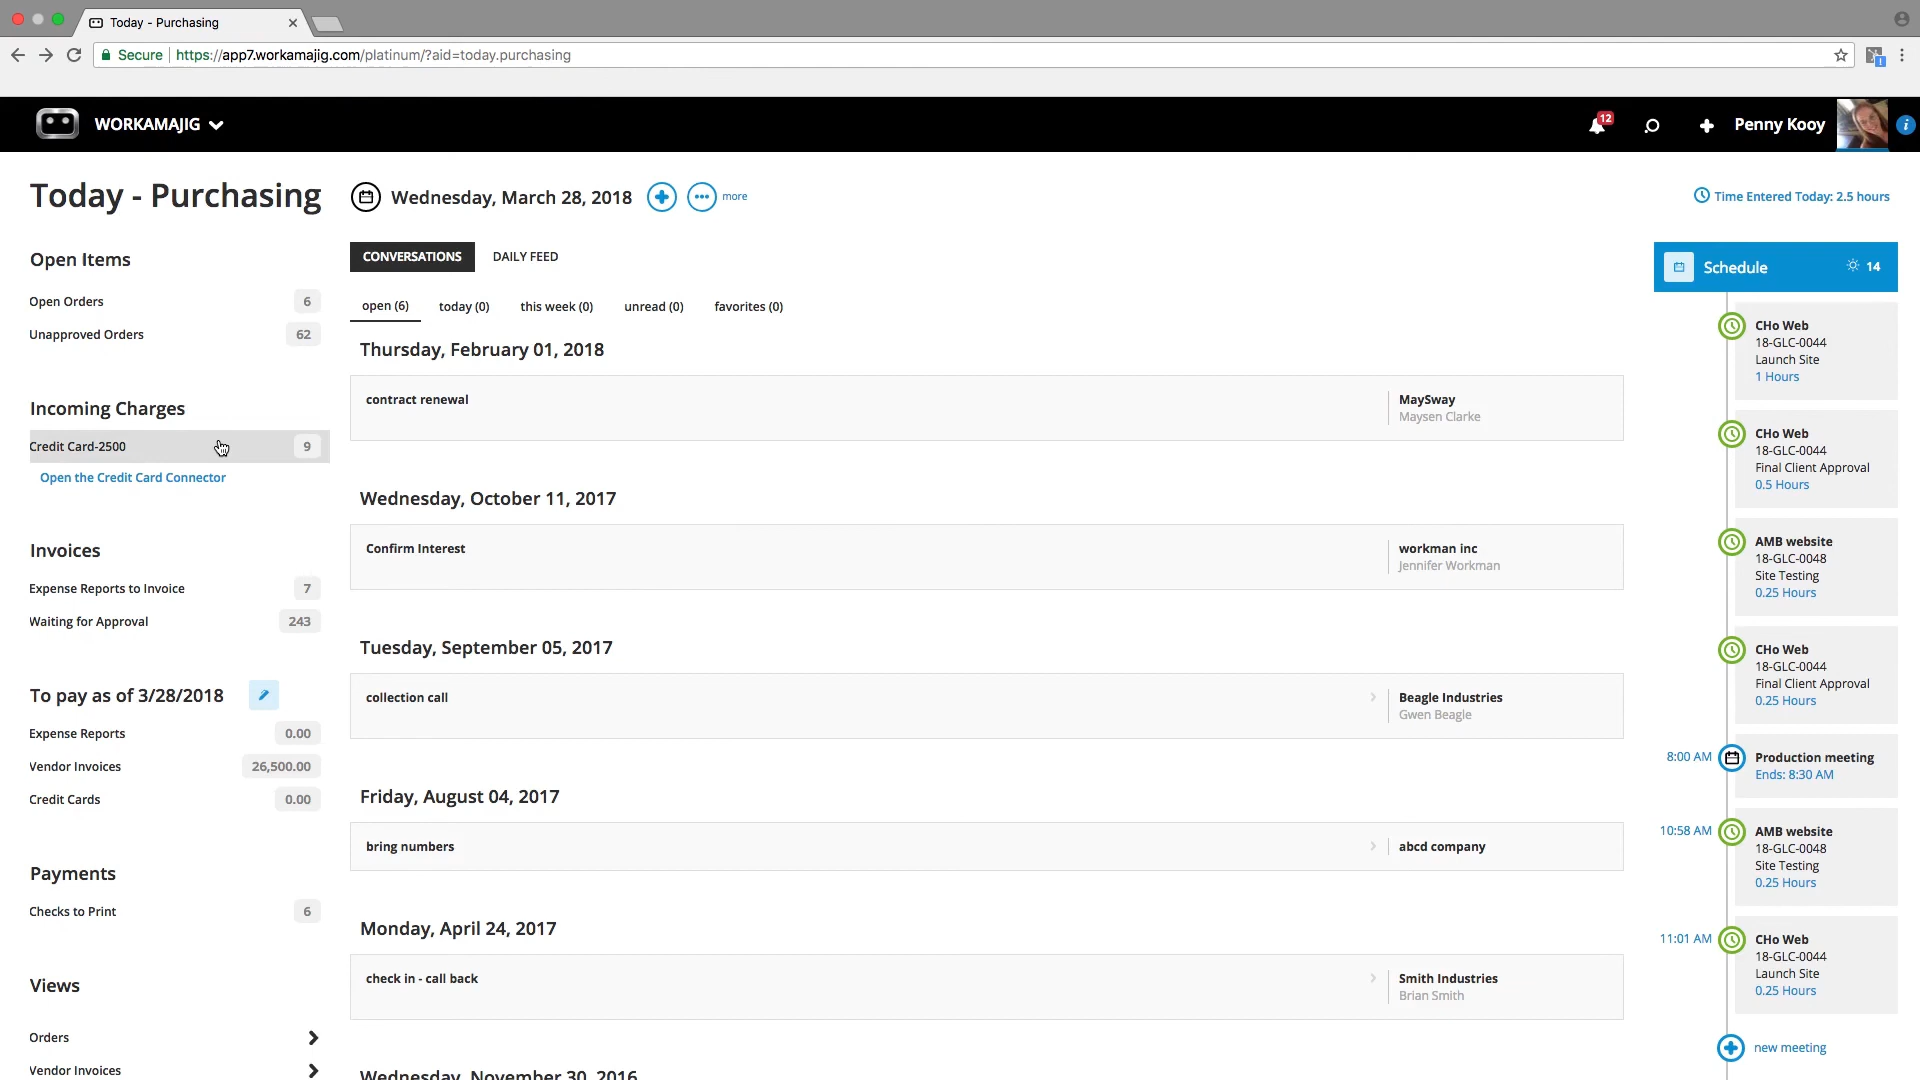 Today - Purchasing
Secure https://app7.workamajig.com/platinum/?aid=today.purchasing
WORKAMAJIG
12
Penny Kooy
i
Today - Purchasing
Wednesday, March 28, 2018
more
Time Entered Today: 2.5 hours
Open Items
Open Orders 6
Unapproved Orders 62
Incoming Charges
Credit Card-2500 9
Open the Credit Card Connector
Invoices
Expense Reports to Invoice 7
Waiting for Approval 243
To pay as of 3/28/2018
Expense Reports 0.00
Vendor Invoices 26,500.00
Credit Cards 0.00
Payments
Checks to Print 6
Views
Orders
Vendor Invoices
CONVERSATIONS DAILY FEED
open (6) today (0) this week (0) unread (0) favorites (0)
Thursday, February 01, 2018
contract renewal
MaySway
Maysen Clarke
Wednesday, October 11, 2017
Confirm Interest
workman inc
Jennifer Workman
Tuesday, September 05, 2017
collection call
Beagle Industries
Gwen Beagle
Friday, August 04, 2017
bring numbers
abcd company
Monday, April 24, 2017
check in - call back
Smith Industries
Brian Smith
Wednesday, November 30, 2016
Schedule 14
CHo Web
18-GLC-0044
Launch Site
1 Hours
CHo Web
18-GLC-0044
Final Client Approval
0.5 Hours
AMB website
18-GLC-0048
Site Testing
0.25 Hours
CHo Web
18-GLC-0044
Final Client Approval
0.25 Hours
8:00 AM
Production meeting
Ends: 8:30 AM
10:58 AM
AMB website
18-GLC-0048
Site Testing
0.25 Hours
11:01 AM
CHo Web
18-GLC-0044
Launch Site
0.25 Hours
new meeting